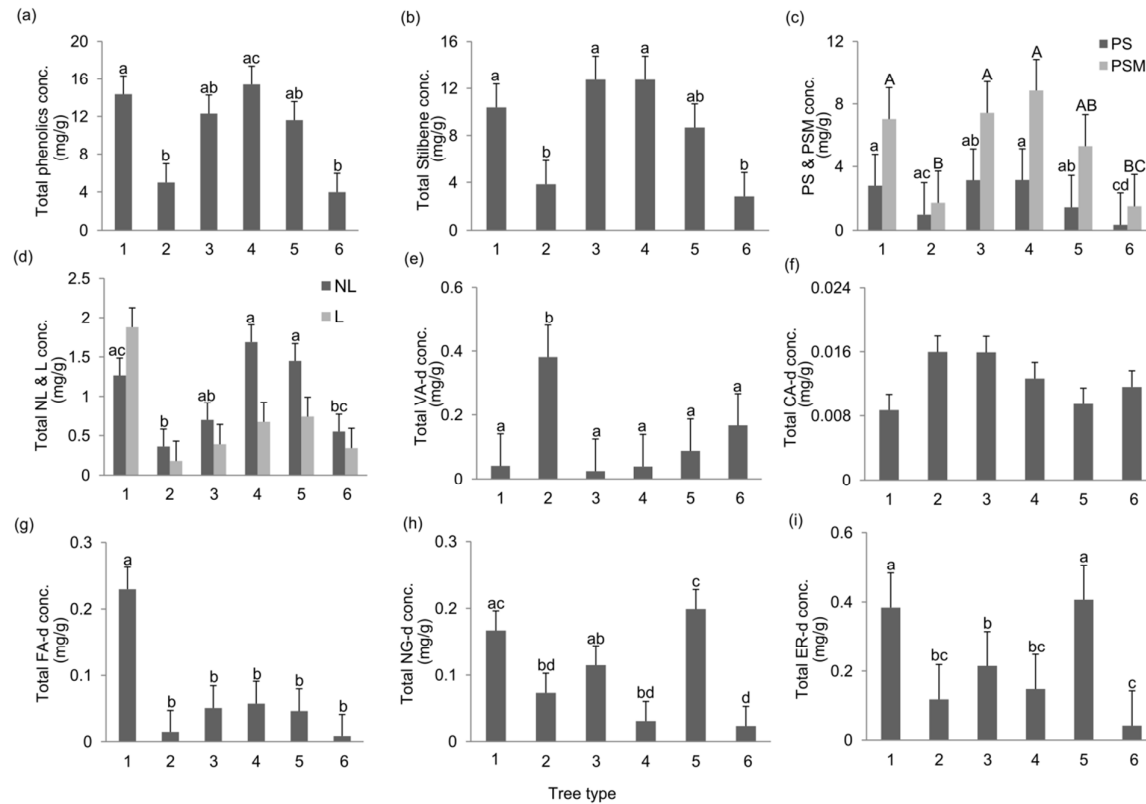 (a)
Total phenolics conc.
(mg/g)
20
16
12
8
4
0
a
b
ab
ac
ab
b
1 2 3 4 5 6
(b)
Total Stilbene conc.
(mg/g)
16
12
8
4
0
a
b
a
a
ab
b
1 2 3 4 5 6
(c)
PS & PSM conc.
(mg/g)
12
8
4
0
PS
PSM
a A
ac B
ab A
a A
ab AB
cd BC
1 2 3 4 5 6
(d)
Total NL & L conc.
(mg/g)
2.5
2
1.5
1
0.5
0
NL
L
ac
b
ab
a
a
bc
1 2 3 4 5 6
(e)
Total VA-d conc.
(mg/g)
0.6
0.4
0.2
0
a
b
a
a
a
a
1 2 3 4 5 6
(f)
Total CA-d conc.
(mg/g)
0.024
0.016
0.008
0
1 2 3 4 5 6
(g)
Total FA-d conc.
(mg/g)
0.3
0.2
0.1
0
a
b
b
b
b
b
1 2 3 4 5 6
(h)
Total NG-d conc.
(mg/g)
0.3
0.2
0.1
0
ac
bd
ab
bd
c
d
1 2 3 4 5 6
(i)
Total ER-d conc.
(mg/g)
0.6
0.4
0.2
0
a
bc
b
bc
a
c
1 2 3 4 5 6
Tree type